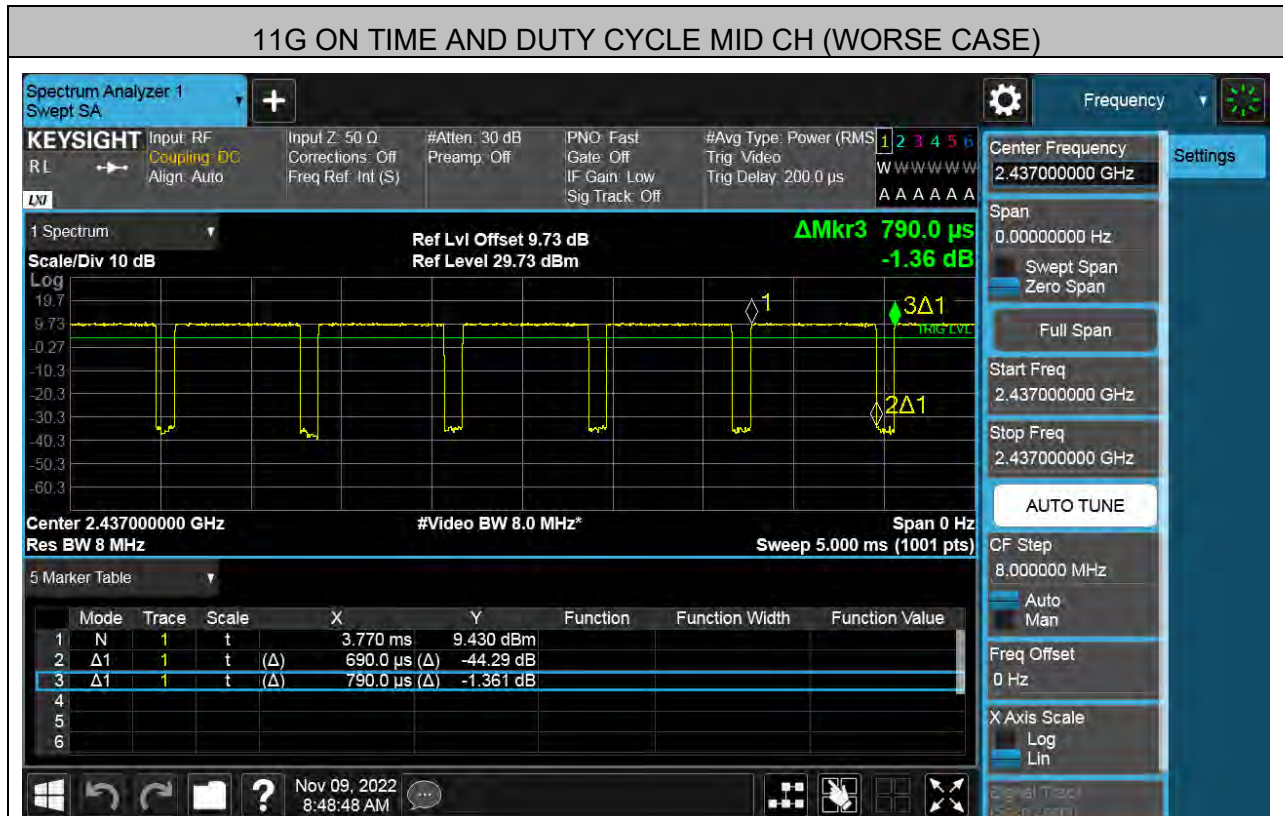 11G ON TIME AND DUTY CYCLE MID CH (WORSE CASE)
Spectrum Analyzer 1
Swept SA
Frequency
KEYSIGHT
RL
LXI
Input: RF
Coupling: DC
Align: Auto
Input Z: 50 Ω
Corrections: Off
Freq Ref: Int (S)
#Atten: 30 dB
Preamp: Off
PNO: Fast
Gate: Off
IF Gain: Low
Sig Track: Off
#Avg Type: Power (RMS
Trig: Video
Trig Delay: 200.0 µs
1 2 3 4 5 6
W W W W W W
A A A A A A
1 Spectrum
Scale/Div 10 dB
Ref Lvl Offset 9.73 dB
Ref Level 29.73 dBm
ΔMkr3 790.0 µs
-1.36 dB
Log
19.7
9.73
-0.27
-10.3
-20.3
-30.3
-40.3
-50.3
-60.3
1
3Δ1
TRIG LVL
2Δ1
Center 2.437000000 GHz
#Video BW 8.0 MHz*
Span 0 Hz
Res BW 8 MHz
Sweep 5.000 ms (1001 pts)
5 Marker Table
Mode Trace Scale X Y Function Function Width Function Value
1 N 1 t 3.770 ms 9.430 dBm
2 Δ1 1 t (Δ) 690.0 µs (Δ) -44.29 dB
3 Δ1 1 t (Δ) 790.0 µs (Δ) -1.361 dB
4
5
6
Nov 09, 2022
8:48:48 AM
Center Frequency
2.437000000 GHz
Settings
Span
0.00000000 Hz
Swept Span
Zero Span
Full Span
Start Freq
2.437000000 GHz
Stop Freq
2.437000000 GHz
AUTO TUNE
CF Step
8.000000 MHz
Auto
Man
Freq Offset
0 Hz
X Axis Scale
Log
Lin
Signal Track